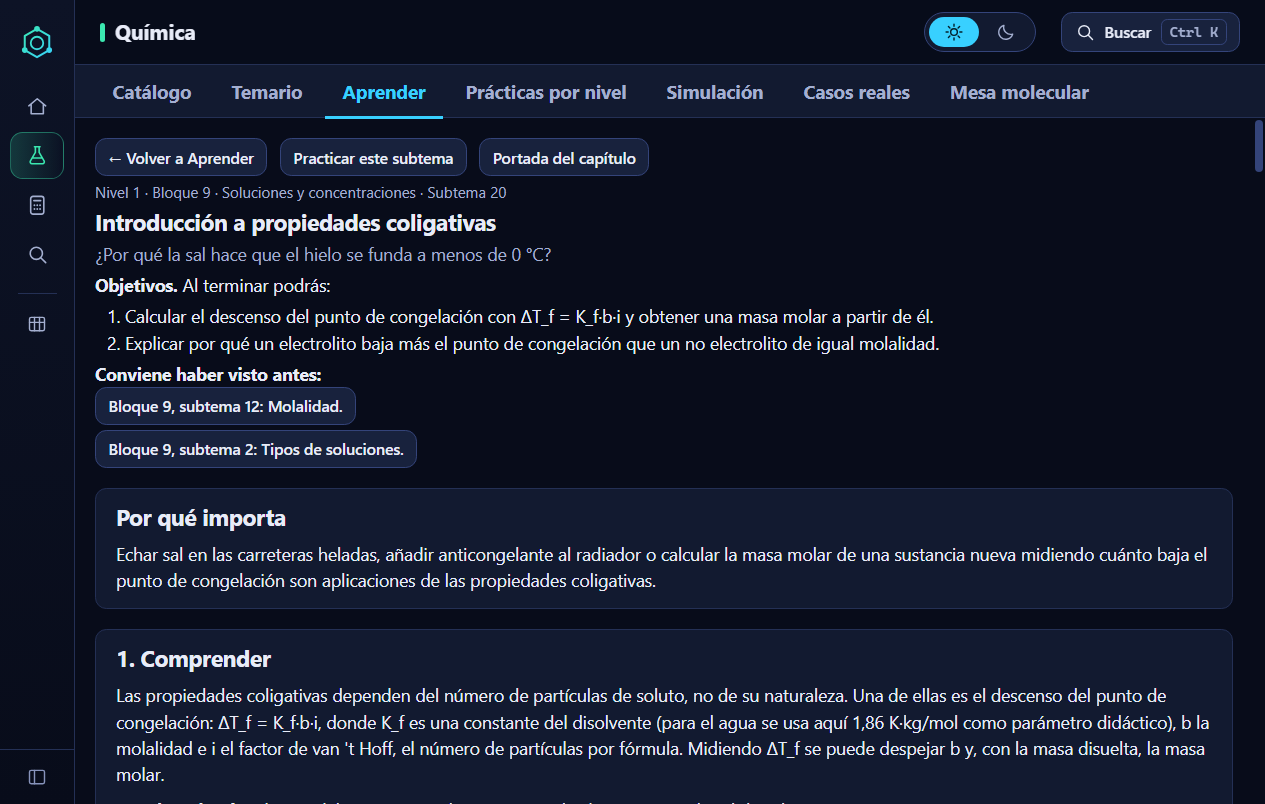 Química
Buscar Ctrl K
Catálogo Temario Aprender Prácticas por nivel Simulación Casos reales Mesa molecular
← Volver a Aprender Practicar este subtema Portada del capítulo
Nivel 1 · Bloque 9 · Soluciones y concentraciones · Subtema 20
Introducción a propiedades coligativas
¿Por qué la sal hace que el hielo se funda a menos de 0 °C?
Objetivos. Al terminar podrás:
1. Calcular el descenso del punto de congelación con ΔT_f = K_f·b·i y obtener una masa molar a partir de él.
2. Explicar por qué un electrolito baja más el punto de congelación que un no electrolito de igual molalidad.
Conviene haber visto antes:
Bloque 9, subtema 12: Molalidad.
Bloque 9, subtema 2: Tipos de soluciones.
Por qué importa
Echar sal en las carreteras heladas, añadir anticongelante al radiador o calcular la masa molar de una sustancia nueva midiendo cuánto baja el
punto de congelación son aplicaciones de las propiedades coligativas.
1. Comprender
Las propiedades coligativas dependen del número de partículas de soluto, no de su naturaleza. Una de ellas es el descenso del punto de
congelación: ΔT_f = K_f·b·i, donde K_f es una constante del disolvente (para el agua se usa aquí 1,86 K·kg/mol como parámetro didáctico), b la
molalidad e i el factor de van 't Hoff, el número de partículas por fórmula. Midiendo ΔT_f se puede despejar b y, con la masa disuelta, la masa
molar.